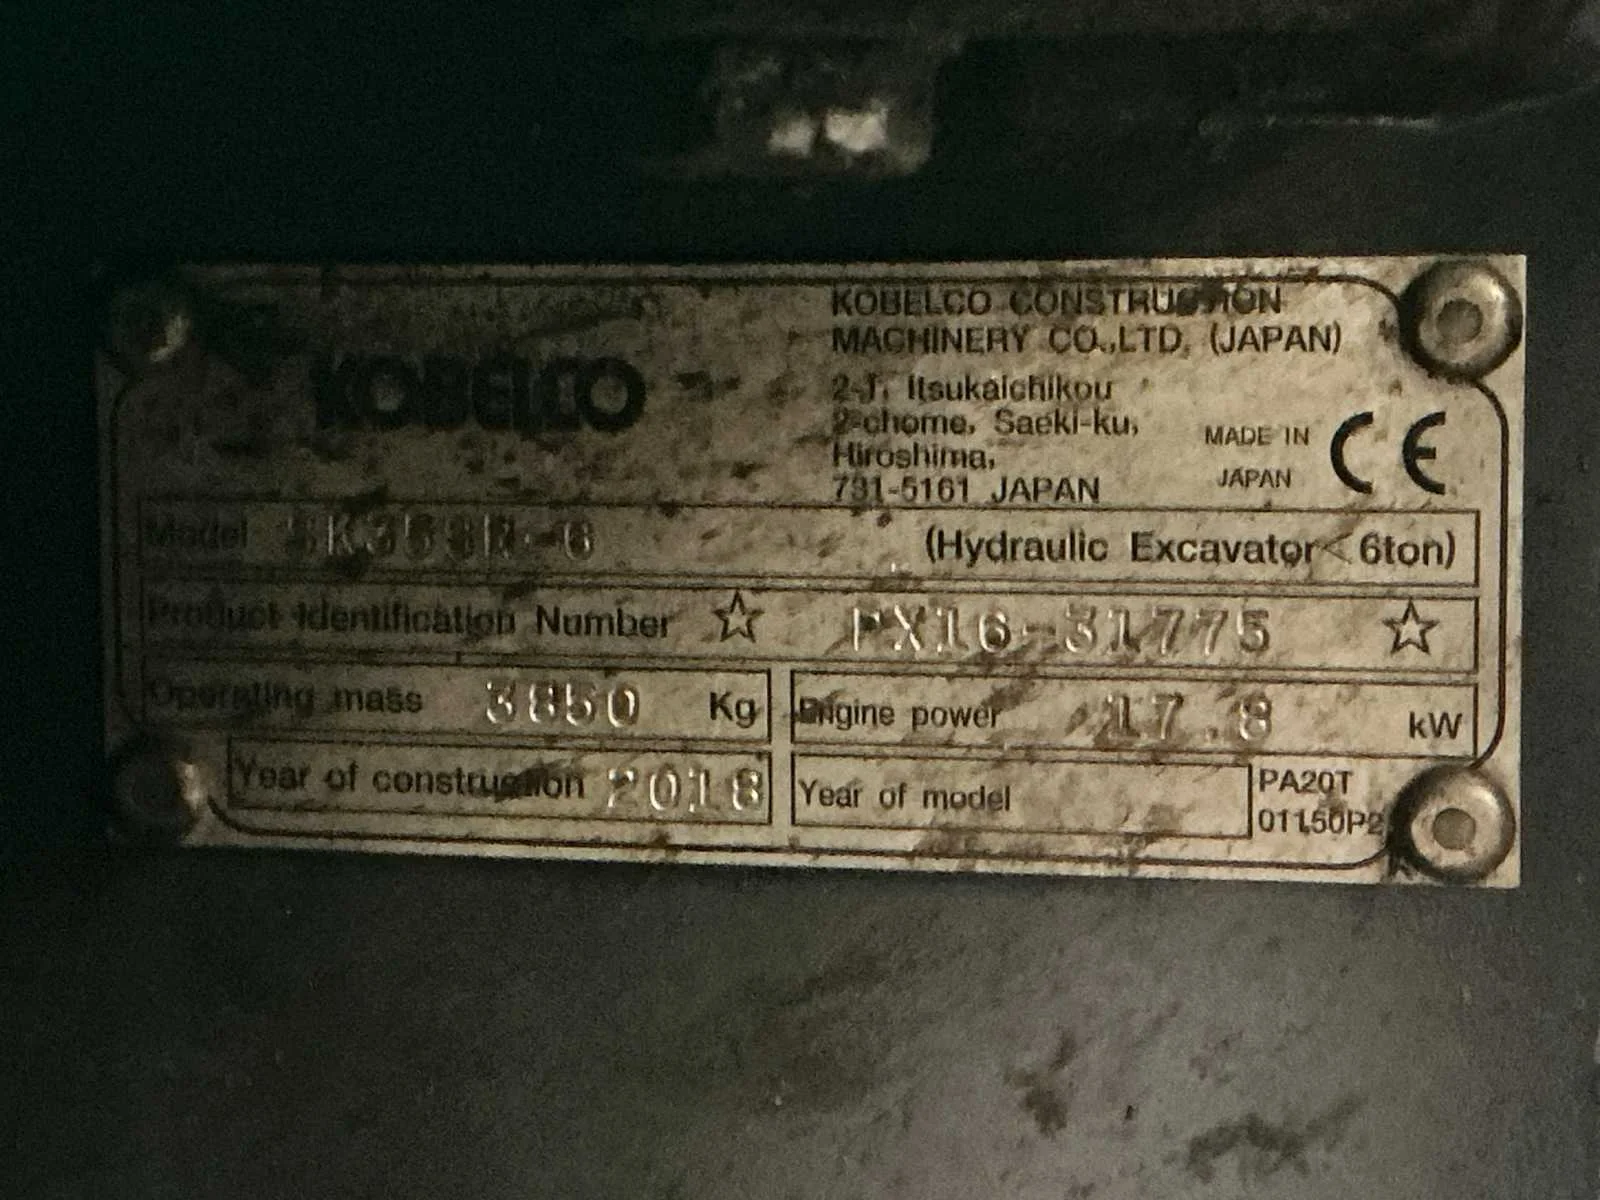 KOBELCO
KOBELCO CONSTRUCTION
MACHINERY CO.,LTD. (JAPAN)
2-1, Itsukaichikou
2-chome, Saeki-ku,
Hiroshima,
731-5161 JAPAN
MADE IN
JAPAN
CE
Model SK35SR-6 (Hydraulic Excavator<6ton)
Product Identification Number ☆ PX16-31775 ☆
Operating mass 3850 Kg
Engine power 17.8 kW
Year of construction 2018
Year of model
PA20T
01150P2